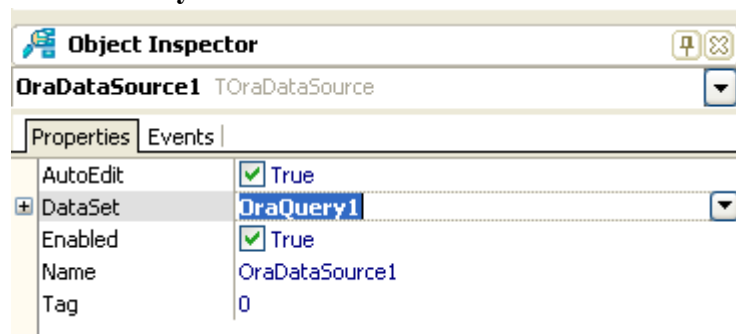 Object Inspector
OraDataSource1 TOraDataSource
Properties Events
AutoEdit True
DataSet OraQuery1
Enabled True
Name OraDataSource1
Tag 0